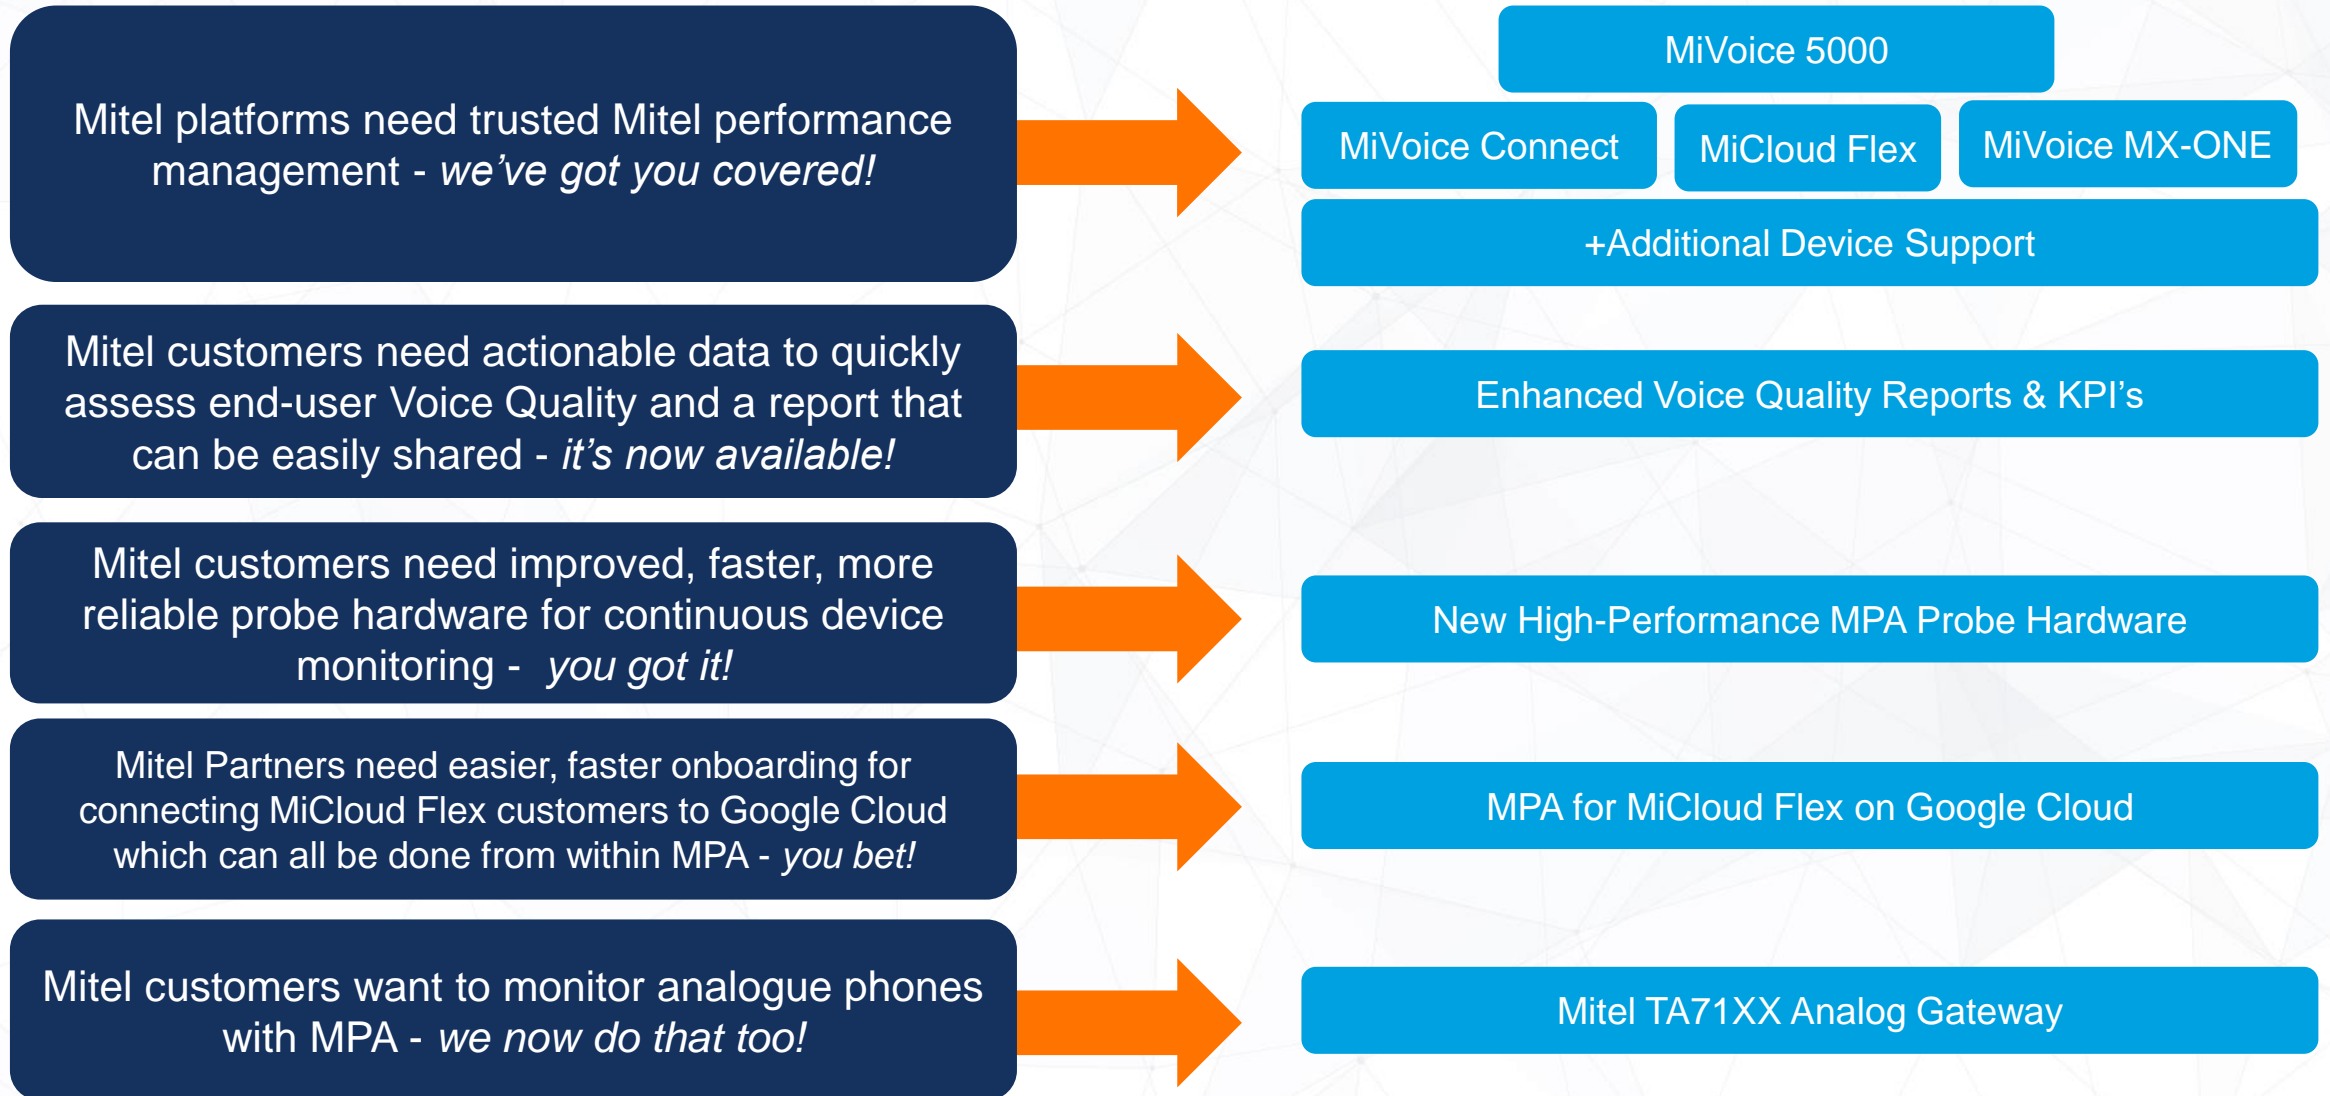 Mitel platforms need trusted Mitel performance
management - we’ve got you covered!
MiVoice 5000
MiVoice Connect
MiCloud Flex
MiVoice MX-ONE
+Additional Device Support
Mitel customers need actionable data to quickly
assess end-user Voice Quality and a report that
can be easily shared - it’s now available!
Enhanced Voice Quality Reports & KPI’s
Mitel customers need improved, faster, more
reliable probe hardware for continuous device
monitoring - you got it!
New High-Performance MPA Probe Hardware
Mitel Partners need easier, faster onboarding for
connecting MiCloud Flex customers to Google Cloud
which can all be done from within MPA - you bet!
MPA for MiCloud Flex on Google Cloud
Mitel customers want to monitor analogue phones
with MPA - we now do that too!
Mitel TA71XX Analog Gateway